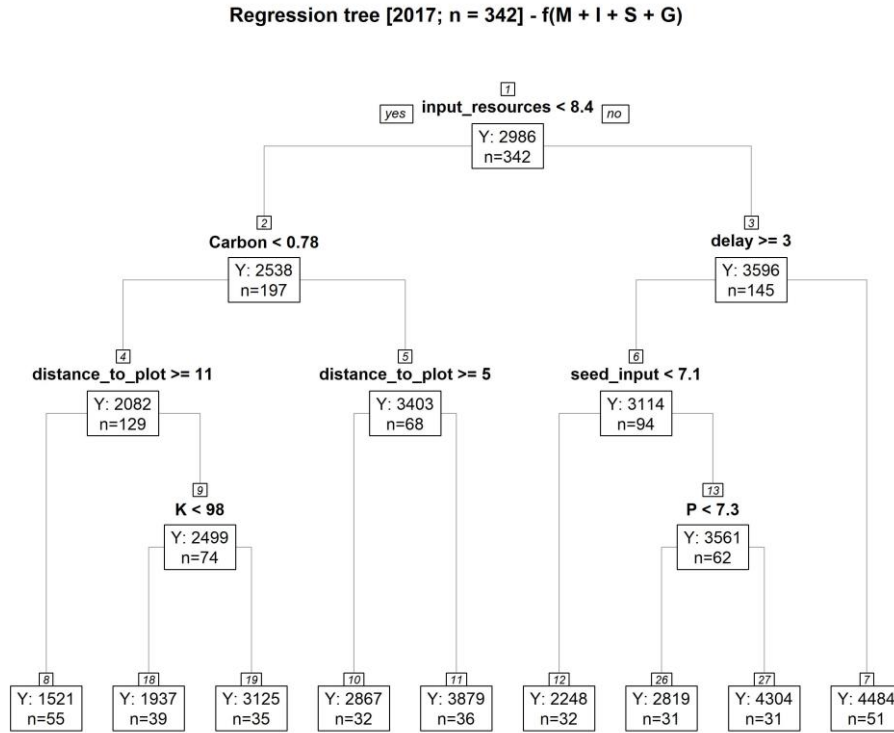 Regression tree [2017; n = 342] - f(M + I + S + G)
1
yes input_resources < 8.4 no
Y: 2986
n=342
2 3
Carbon < 0.78 delay >= 3
Y: 2538 Y: 3596
n=197 n=145
4 5 6
distance_to_plot >= 11 distance_to_plot >= 5 seed_input < 7.1
Y: 2082 Y: 3403 Y: 3114
n=129 n=68 n=94
9 13
K < 98 P < 7.3
Y: 2499 Y: 3561
n=74 n=62
8 18 19 10 11 12 26 27 7
Y: 1521 Y: 1937 Y: 3125 Y: 2867 Y: 3879 Y: 2248 Y: 2819 Y: 4304 Y: 4484
n=55 n=39 n=35 n=32 n=36 n=32 n=31 n=31 n=51